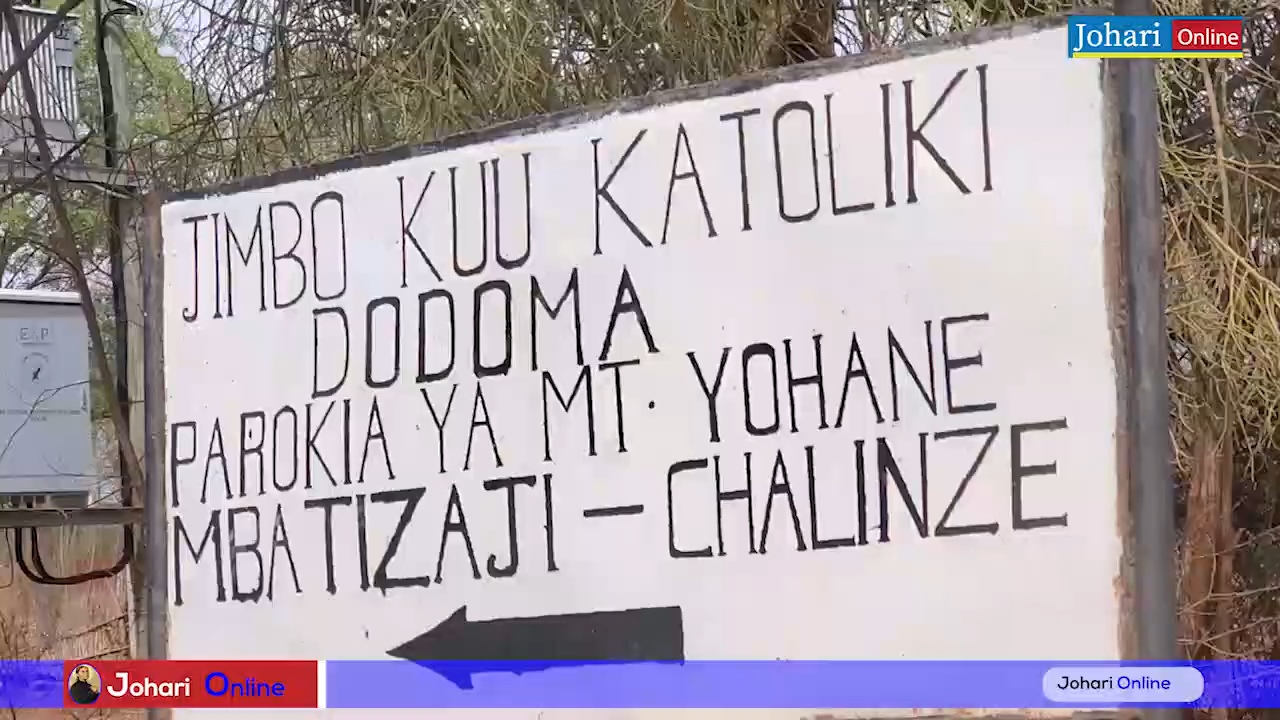 Johari Online
JIMBO KUU KATOLIKI
DODOMA
PAROKIA YA MT. YOHANE
MBATIZAJI - CHALINZE
Johari Online
Johari Online